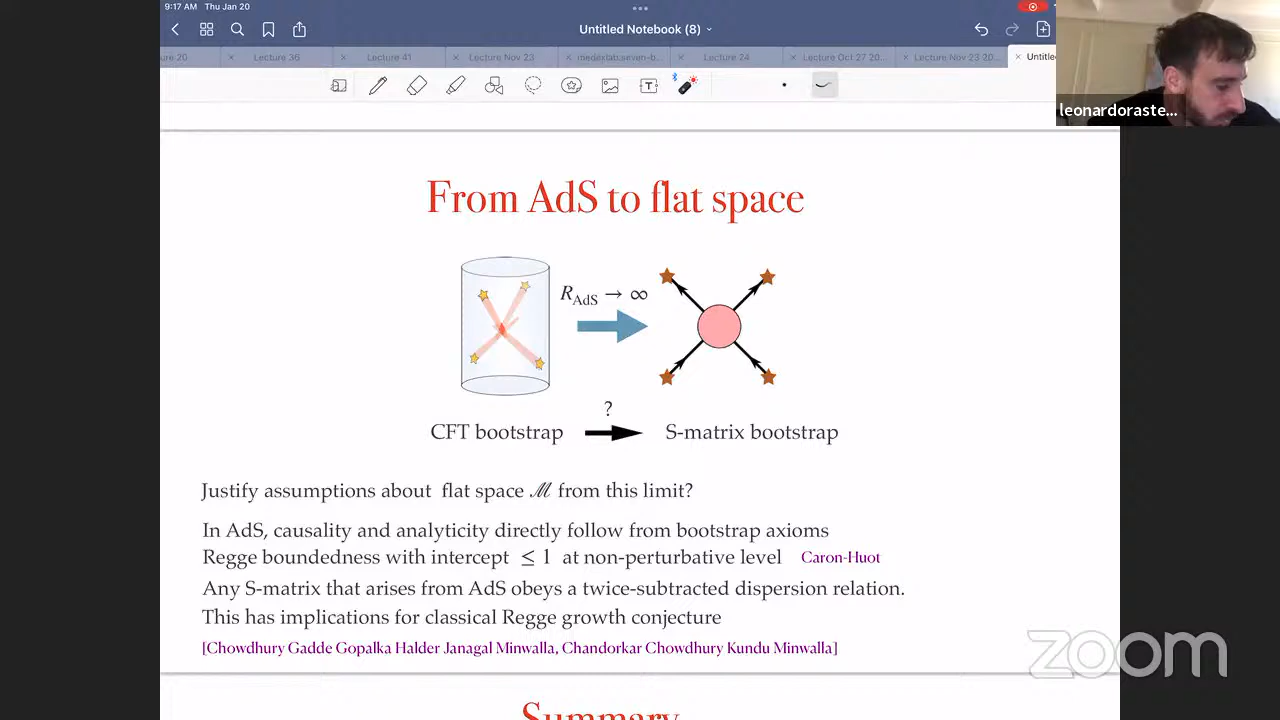 9:17 AM Thu Jan 20
Untitled Notebook (8)
ture 20
Lecture 36
Lecture 41
Lecture Nov 23
Lecture 24
Lecture Oct 27 20...
Lecture Nov 23 20...
Untitl
leonardoraste...
From AdS to flat space
R_AdS → ∞
?
CFT bootstrap
S-matrix bootstrap
Justify assumptions about flat space ℳ from this limit?
In AdS, causality and analyticity directly follow from bootstrap axioms
Regge boundedness with intercept ≤ 1 at non-perturbative level Caron-Huot
Any S-matrix that arises from AdS obeys a twice-subtracted dispersion relation.
This has implications for classical Regge growth conjecture
[Chowdhury Gadde Gopalka Halder Janagal Minwalla, Chandorkar Chowdhury Kundu Minwalla]
zoom
Summary